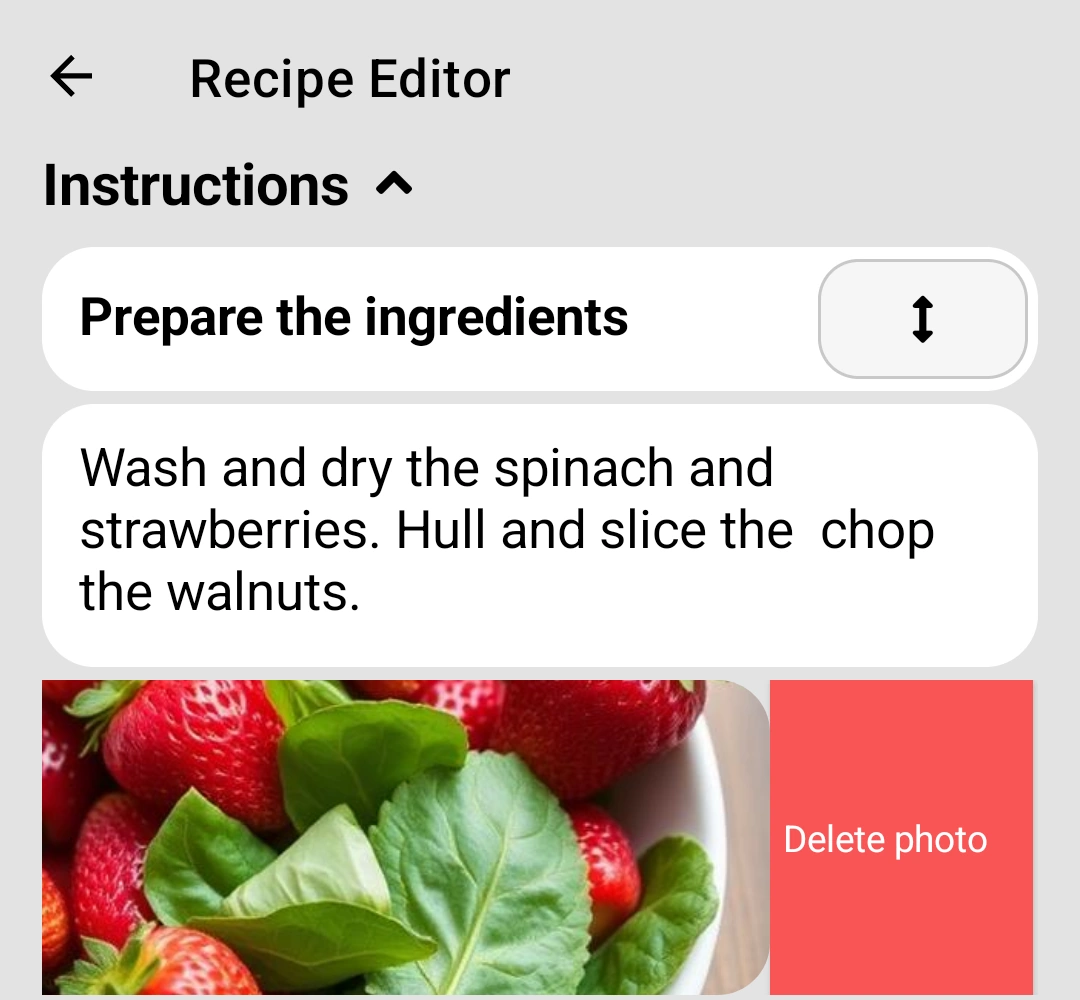 Recipe Editor
Instructions
Prepare the ingredients
Wash and dry the spinach and
strawberries. Hull and slice the  chop
the walnuts.
Delete photo